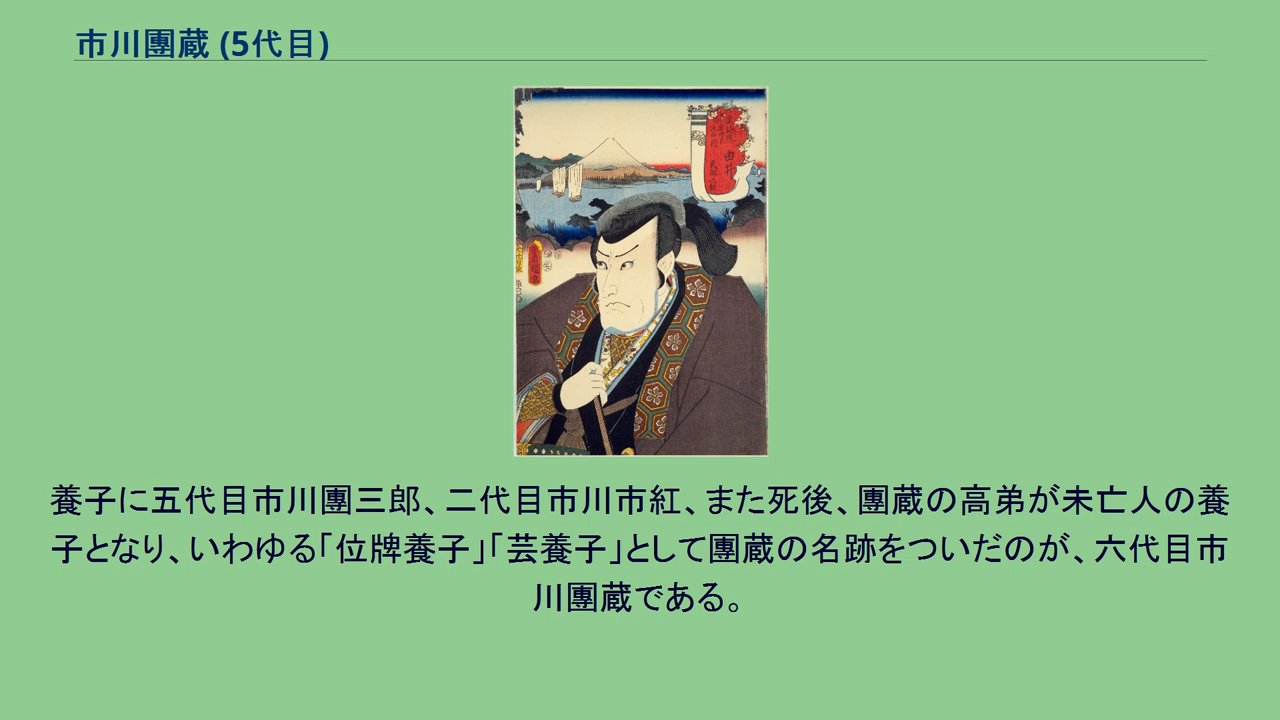 市川團蔵 (5代目)
由井
養子に五代目市川團三郎、二代目市川市紅、また死後、團蔵の高弟が未亡人の養
子となり、いわゆる｢位牌養子｣｢芸養子｣として團蔵の名跡をついだのが、六代目市
川團蔵である。